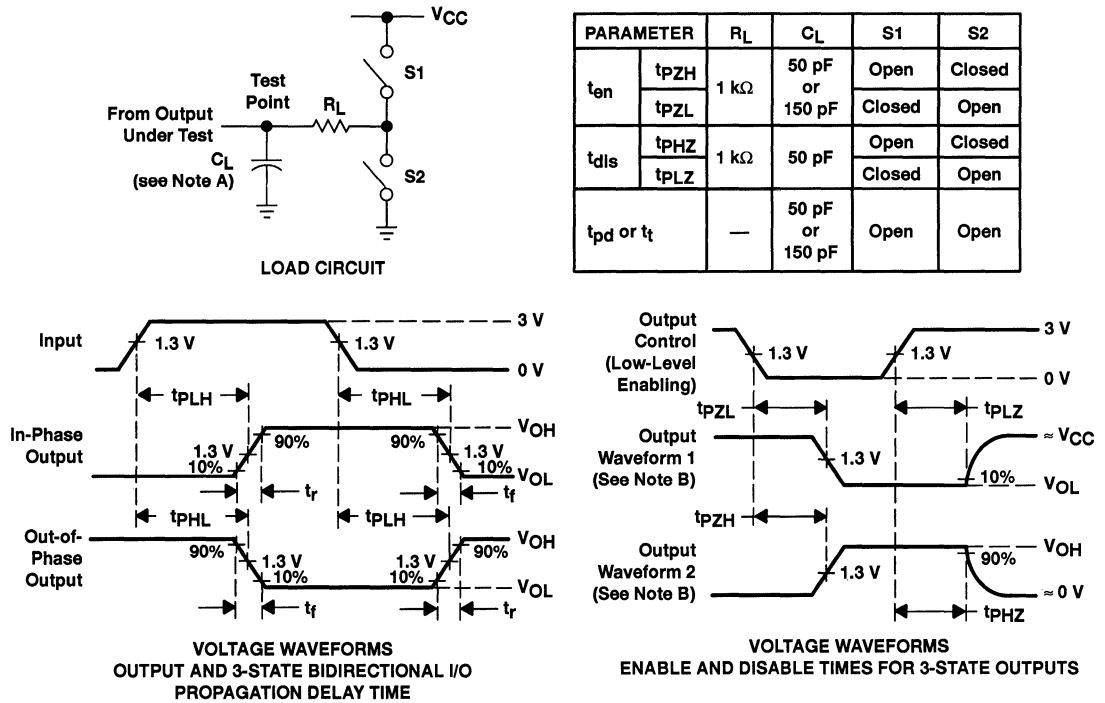 VCC
S1
Test
Point
RL
From Output
Under Test
CL
(see Note A)
S2
LOAD CIRCUIT
PARAMETER RL CL S1 S2
ten tPZH 1 kΩ 50 pF or 150 pF Open Closed
tPZL Closed Open
tdis tPHZ 1 kΩ 50 pF Open Closed
tPLZ Closed Open
tpd or tt — 50 pF or 150 pF Open Open
Input
1.3 V
1.3 V
3 V
0 V
tPLH
tPHL
In-Phase
Output
1.3 V
10%
90%
90%
1.3 V
10%
VOH
VOL
tr
tf
tPHL
tPLH
Out-of-
Phase
Output
90%
1.3 V
10%
1.3 V
10%
90%
VOH
VOL
tf
tr
VOLTAGE WAVEFORMS
OUTPUT AND 3-STATE BIDIRECTIONAL I/O
PROPAGATION DELAY TIME
Output
Control
(Low-Level
Enabling)
1.3 V
1.3 V
3 V
0 V
tPZL
tPLZ
Output
Waveform 1
(See Note B)
1.3 V
10%
≈ VCC
VOL
tPZH
Output
Waveform 2
(See Note B)
1.3 V
90%
VOH
≈ 0 V
tPHZ
VOLTAGE WAVEFORMS
ENABLE AND DISABLE TIMES FOR 3-STATE OUTPUTS